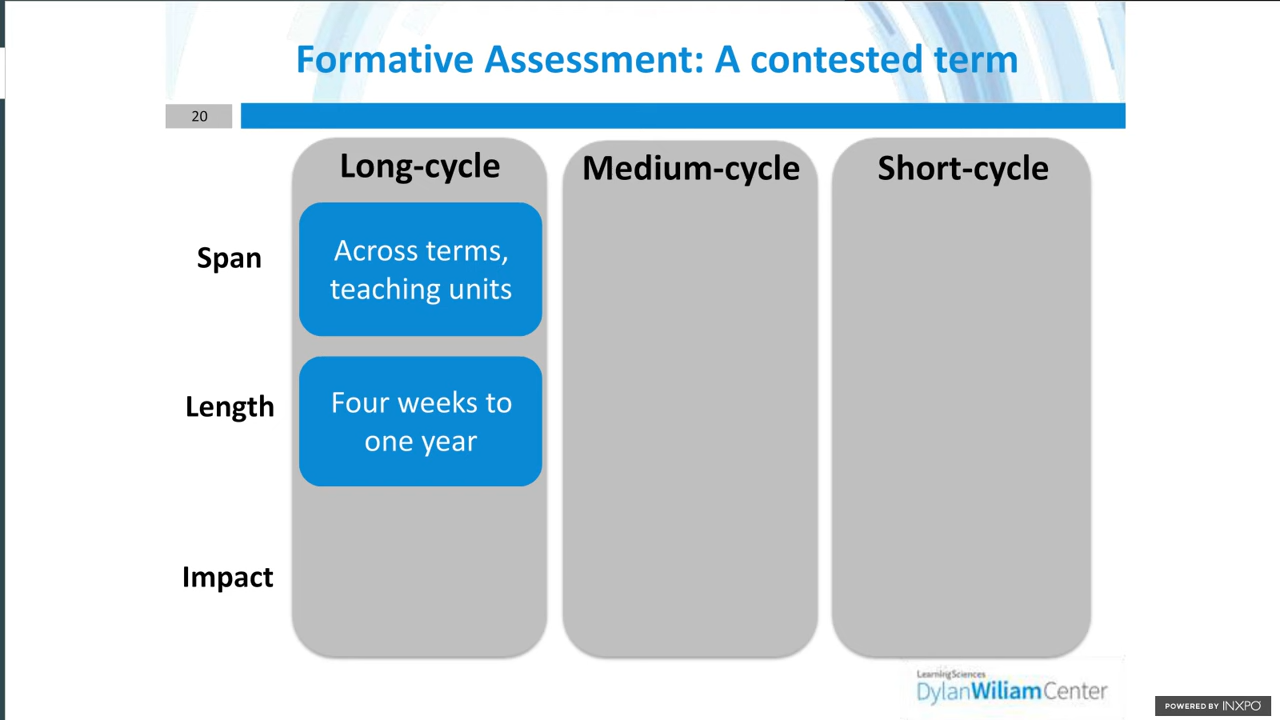 Formative Assessment: A contested term
20
Long-cycle
Medium-cycle
Short-cycle
Span
Across terms,
teaching units
Length
Four weeks to
one year
Impact
LearningSciences
DylanWiliamCenter
POWERED BY INXPO